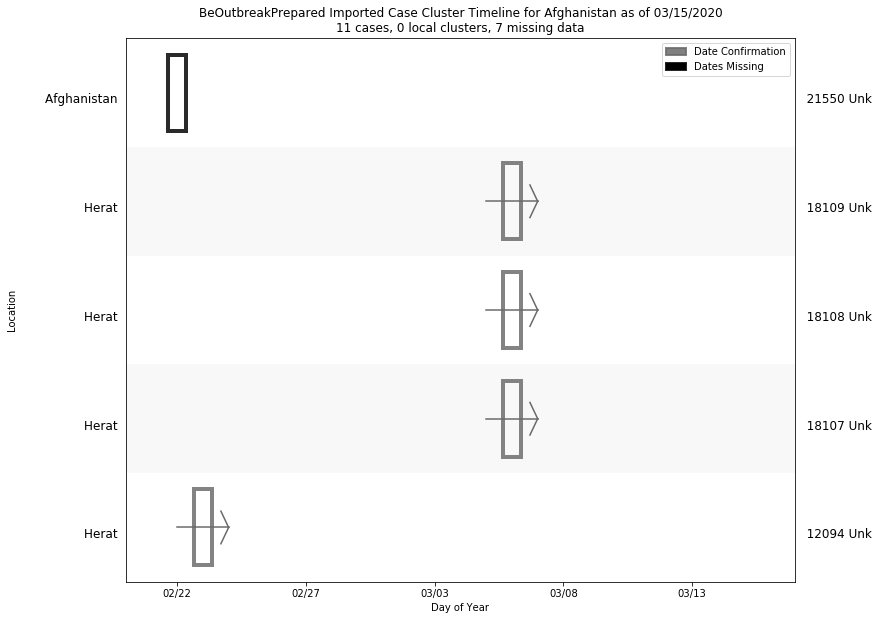 BeOutbreakPrepared Imported Case Cluster Timeline for Afghanistan as of 03/15/2020
11 cases, 0 local clusters, 7 missing data
Date Confirmation
Dates Missing
Afghanistan
21550 Unk
Herat
18109 Unk
Herat
18108 Unk
Herat
18107 Unk
Herat
12094 Unk
Location
02/22
02/27
03/03
03/08
03/13
Day of Year